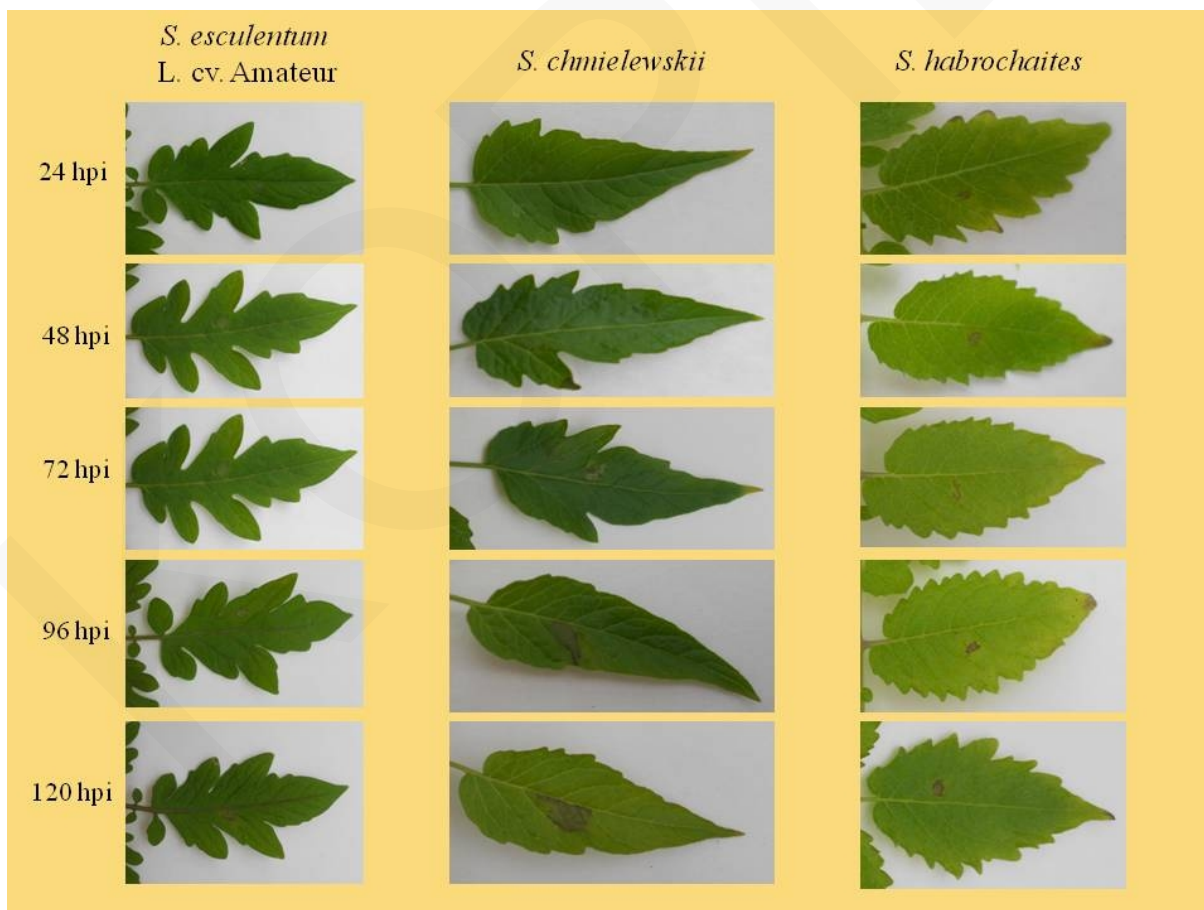 S. esculentum
L. cv. Amateur
S. chmielewskii
S. habrochaites
24 hpi
48 hpi
72 hpi
96 hpi
120 hpi